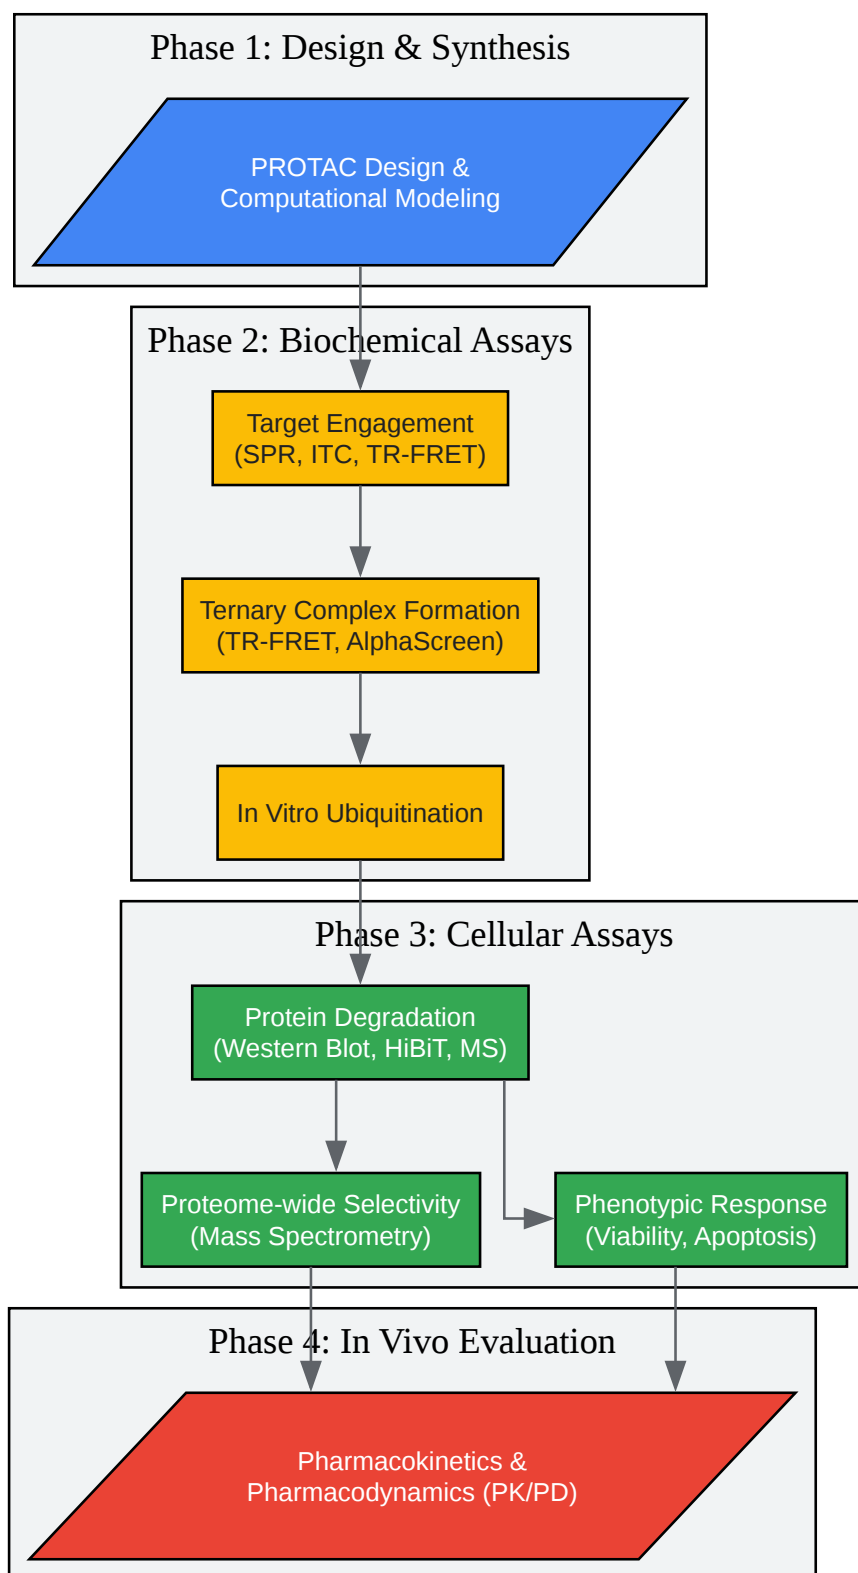 Phase 1: Design & Synthesis
PROTAC Design &
Computational Modeling
Phase 2: Biochemical Assays
Target Engagement
(SPR, ITC, TR-FRET)
Ternary Complex Formation
(TR-FRET, AlphaScreen)
In Vitro Ubiquitination
Phase 3: Cellular Assays
Protein Degradation
(Western Blot, HiBiT, MS)
Proteome-wide Selectivity
(Mass Spectrometry)
Phenotypic Response
(Viability, Apoptosis)
Phase 4: In Vivo Evaluation
Pharmacokinetics &
Pharmacodynamics (PK/PD)